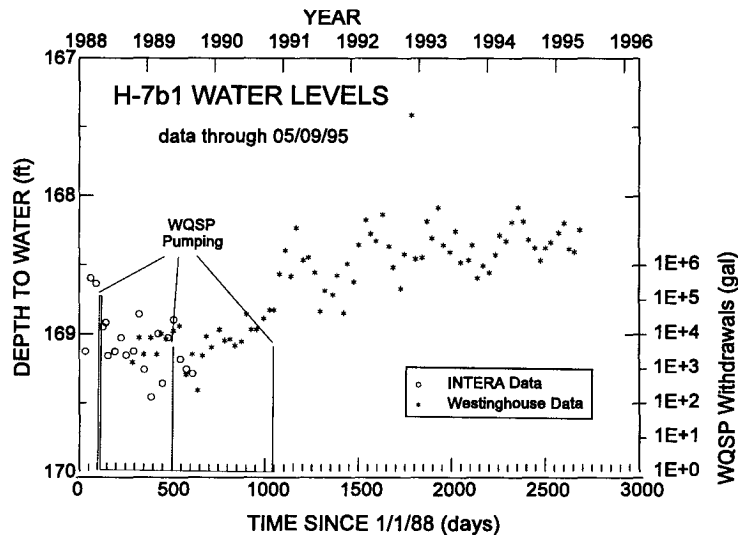 YEAR
1988 1989 1990 1991 1992 1993 1994 1995 1996
H-7b1 WATER LEVELS
data through 05/09/95
WQSP
Pumping
DEPTH TO WATER (ft)
167
168
169
170
WQSP Withdrawals (gal)
1E+6
1E+5
1E+4
1E+3
1E+2
1E+1
1E+0
INTERA Data
Westinghouse Data
0 500 1000 1500 2000 2500 3000
TIME SINCE 1/1/88 (days)